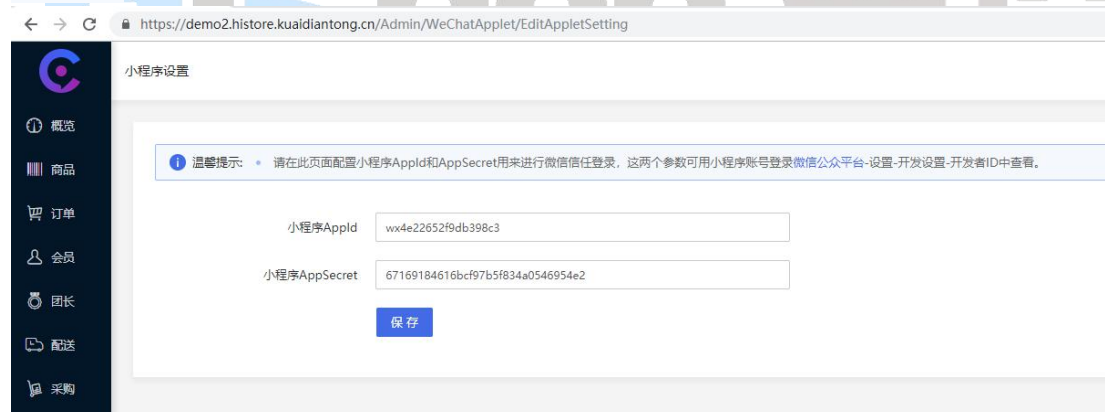 https://demo2.histore.kuaidiantong.cn/Admin/WeChatApplet/EditAppletSetting
小程序设置
概览
商品
订单
会员
团长
配送
采购
温馨提示: 请在此页面配置小程序AppId和AppSecret用来进行微信信任登录，这两个参数可用小程序账号登录微信公众平台-设置-开发设置-开发者ID中查看。
小程序AppId wx4e22652f9db398c3
小程序AppSecret 67169184616bcf97b5f834a0546954e2
保存